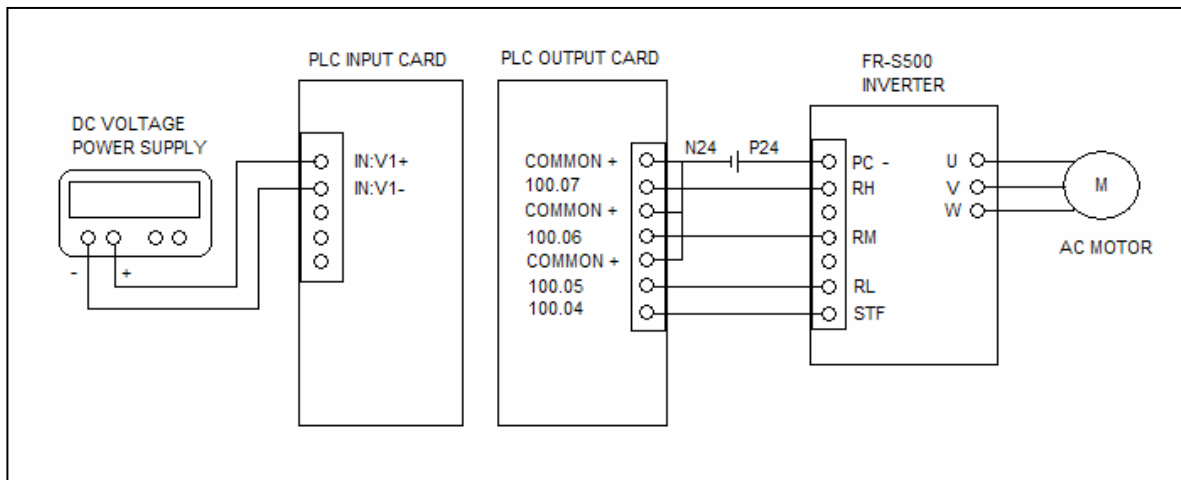 PLC INPUT CARD
PLC OUTPUT CARD
FR-S500
INVERTER
DC VOLTAGE
POWER SUPPLY
- +
IN:V1+
IN:V1-
COMMON +
100.07
COMMON +
100.06
COMMON +
100.05
100.04
N24 P24
PC -
RH
RM
RL
STF
U
V
W
M
AC MOTOR